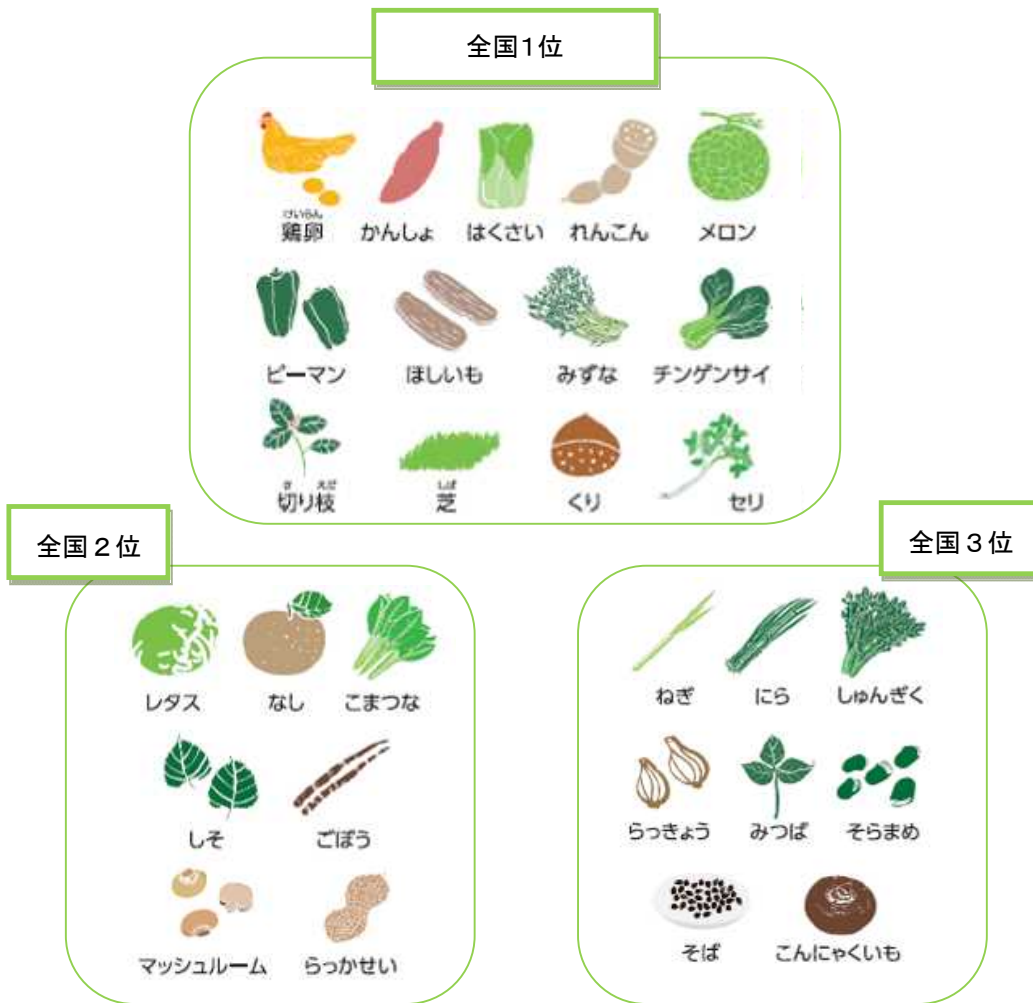 全国1位
けいらん
鶏卵 かんしょ はくさい れんこん メロン
ピーマン ほしいも みずな チンゲンサイ
き えだ しば
切り枝 芝 くり セリ
全国２位
レタス なし こまつな
しそ ごぼう
マッシュルーム らっかせい
全国３位
ねぎ にら しゅんぎく
らっきょう みつば そらまめ
そば こんにゃくいも